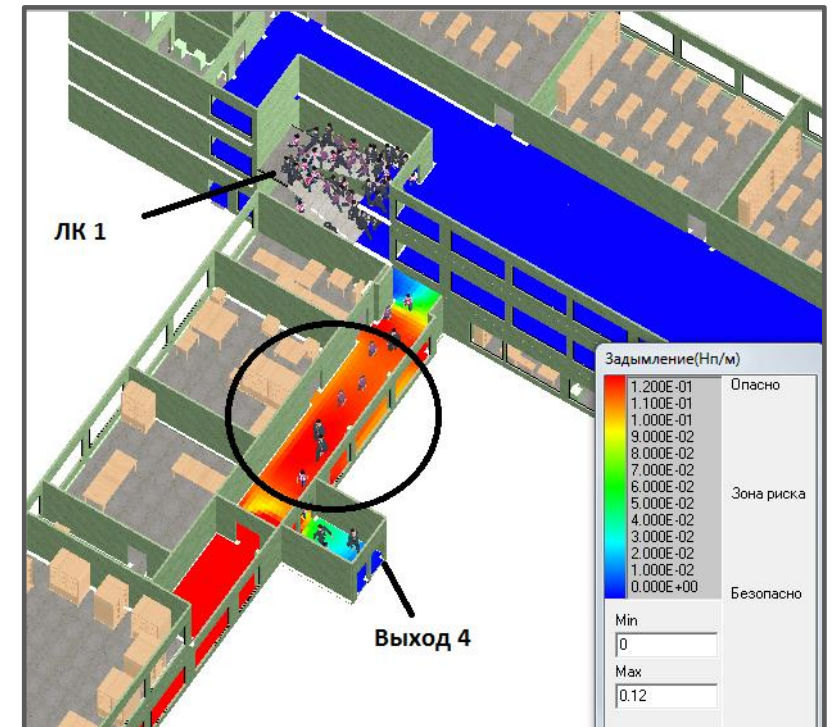 ЛК 1
Выход 4
Задымление(Нп/м)
1.200E-01 Опасно
1.100E-01
1.000E-01
9.000E-02
8.000E-02
7.000E-02
6.000E-02 Зона риска
5.000E-02
4.000E-02
3.000E-02
2.000E-02
1.000E-02
0.000E+00 Безопасно
Min
0
Max
0.12